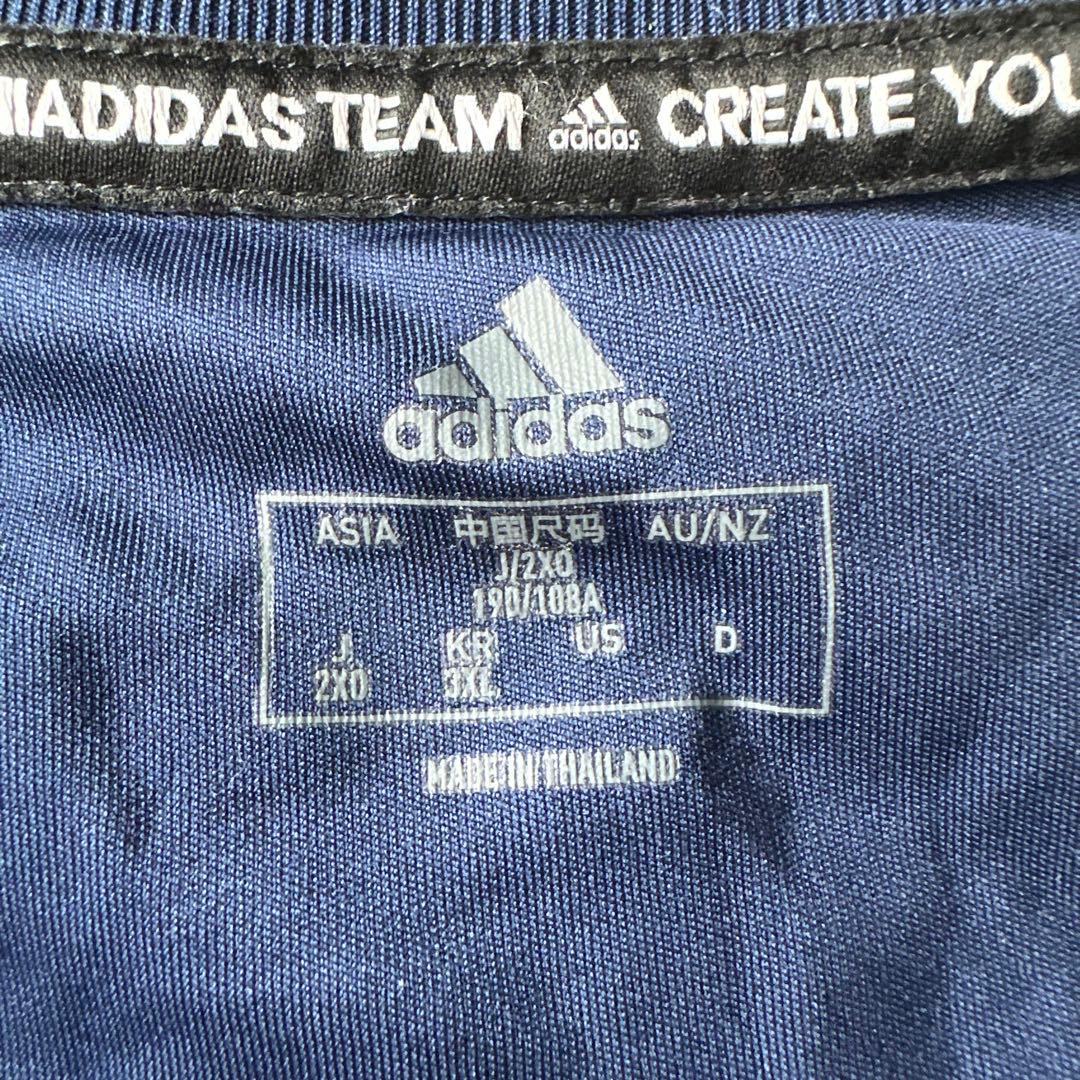 MIADIDAS TEAM adidas CREATE YOU
adidas
ASIA 中国尺码 AU/NZ
J/2XO
190/108A
J KR US D
2XO 3XL
MADE IN THAILAND